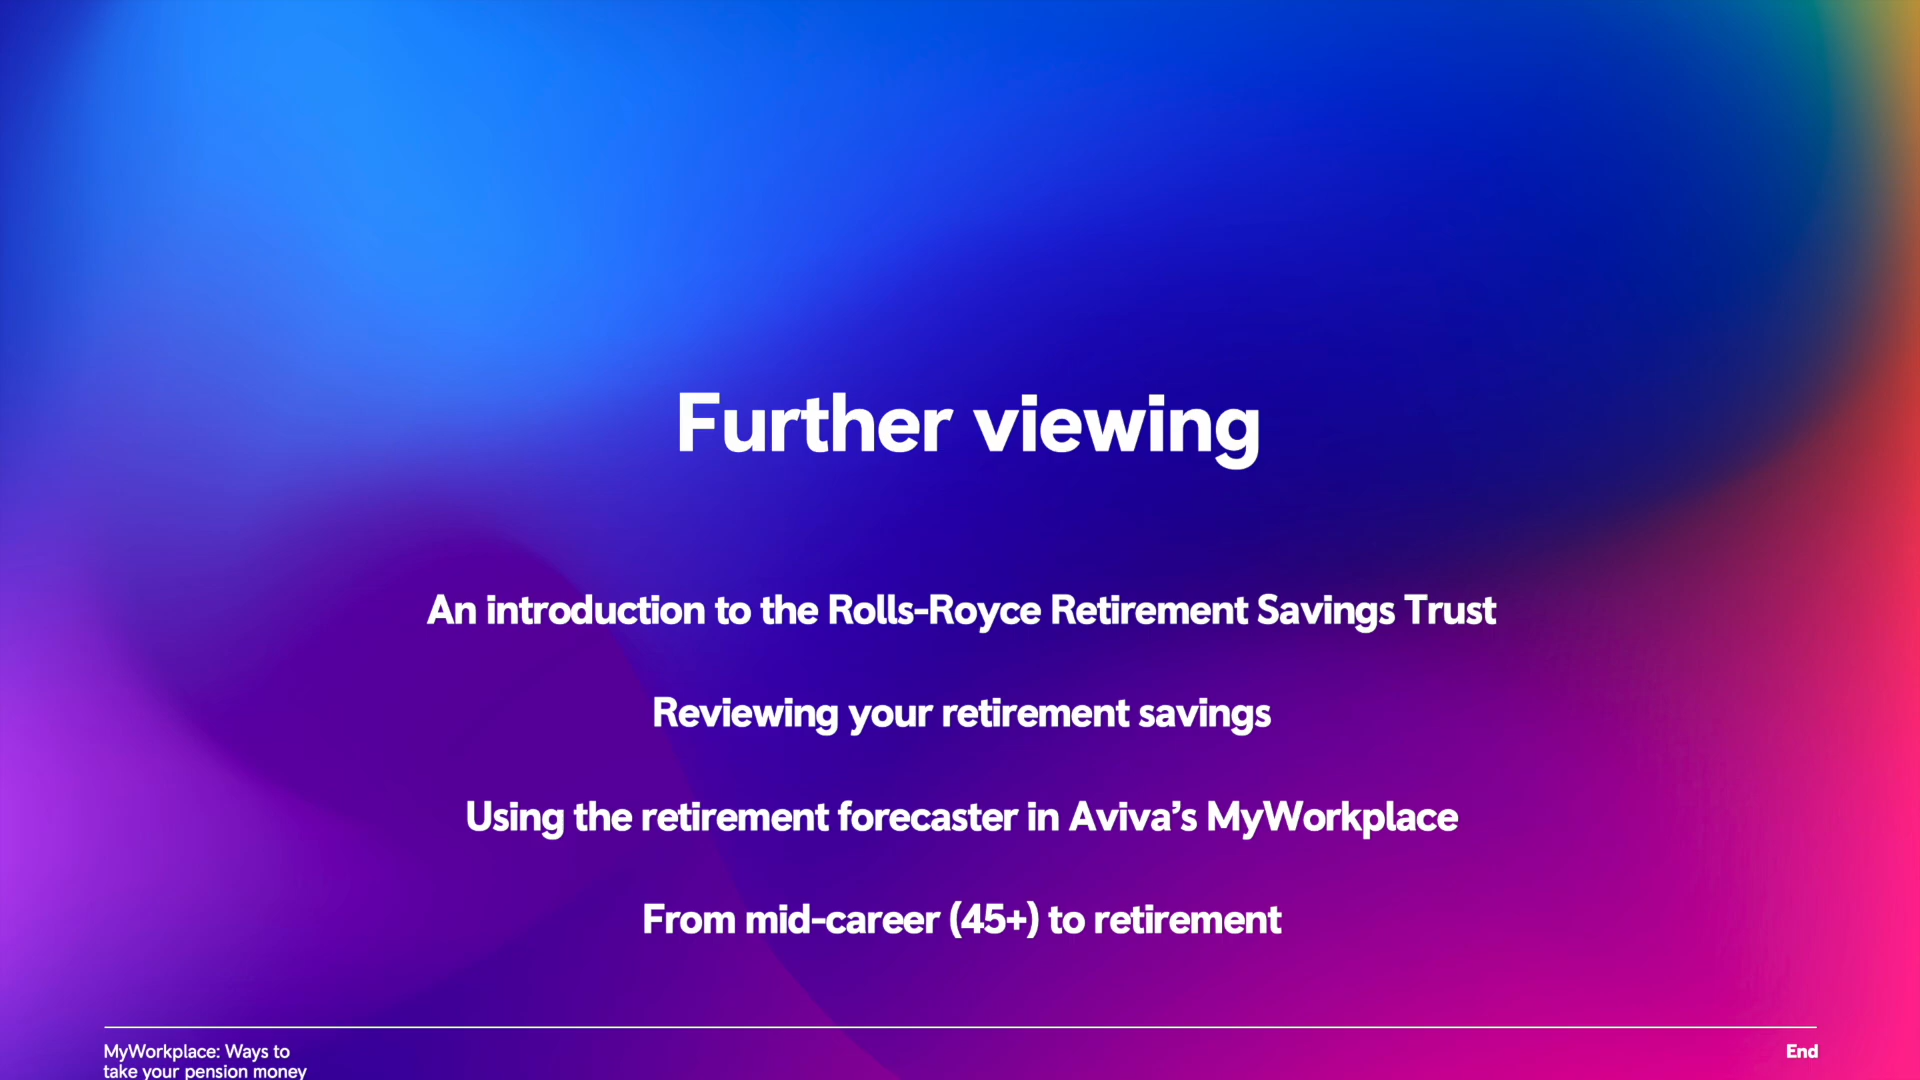 Further viewing
An introduction to the Rolls-Royce Retirement Savings Trust
Reviewing your retirement savings
Using the retirement forecaster in Aviva’s MyWorkplace
From mid-career (45+) to retirement
MyWorkplace: Ways to
take your pension money
End